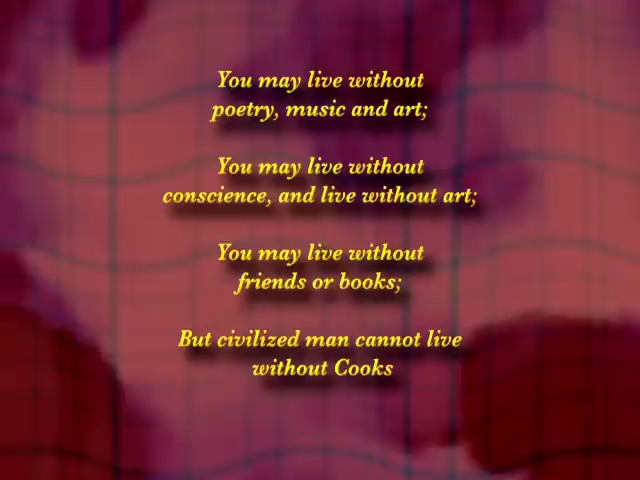 You may live without
poetry, music and art;
You may live without
conscience, and live without art;
You may live without
friends or books;
But civilized man cannot live
without Cooks